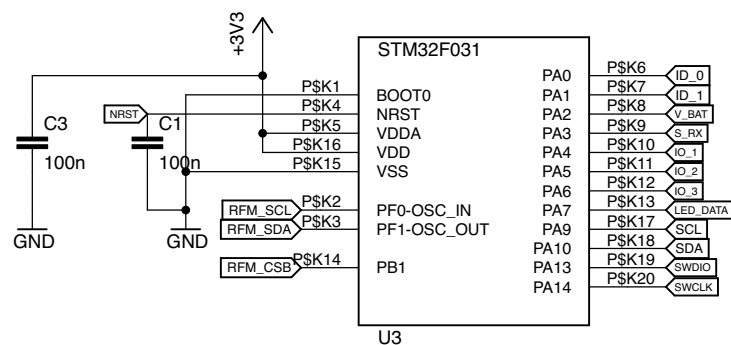 +3V3
STM32F031
P$K1 BOOT0
NRST P$K4 NRST
P$K5 VDDA
P$K16 VDD
P$K15 VSS
C3
100n
C1
100n
GND
GND
RFM_SCL P$K2 PF0-OSC_IN
RFM_SDA P$K3 PF1-OSC_OUT
RFM_CSB P$K14 PB1
PA0 P$K6 ID_0
PA1 P$K7 ID_1
PA2 P$K8 V_BAT
PA3 P$K9 S_RX
PA4 P$K10 IO_1
PA5 P$K11 IO_2
PA6 P$K12 IO_3
PA7 P$K13 LED_DATA
PA9 P$K17 SCL
PA10 P$K18 SDA
PA13 P$K19 SWDIO
PA14 P$K20 SWCLK
U3